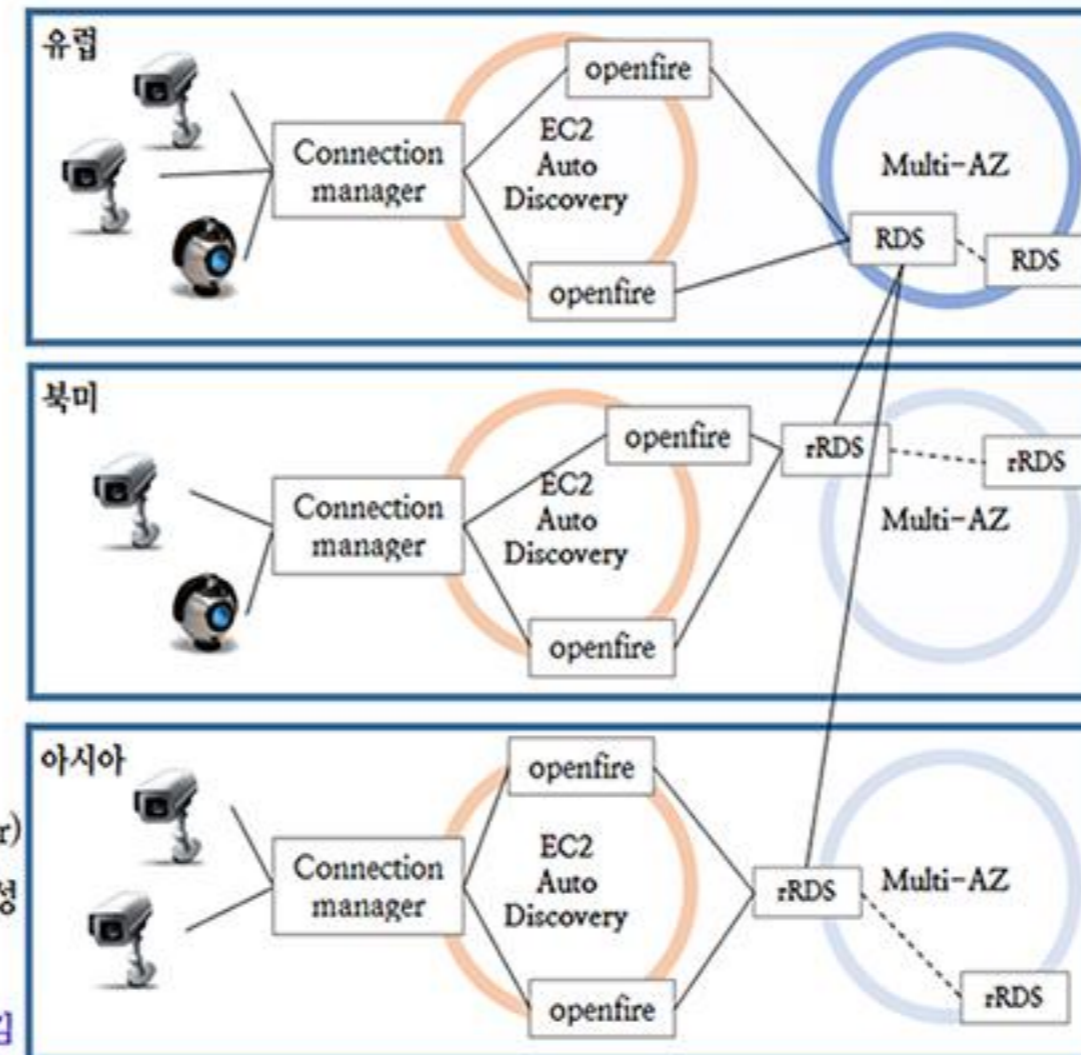 유럽
openfire
Connection
manager
EC2
Auto
Discovery
openfire
Multi-AZ
RDS
RDS
북미
openfire
Connection
manager
EC2
Auto
Discovery
openfire
rRDS
rRDS
Multi-AZ
아시아
openfire
Connection
manager
EC2
Auto
Discovery
openfire
rRDS
Multi-AZ
rRDS